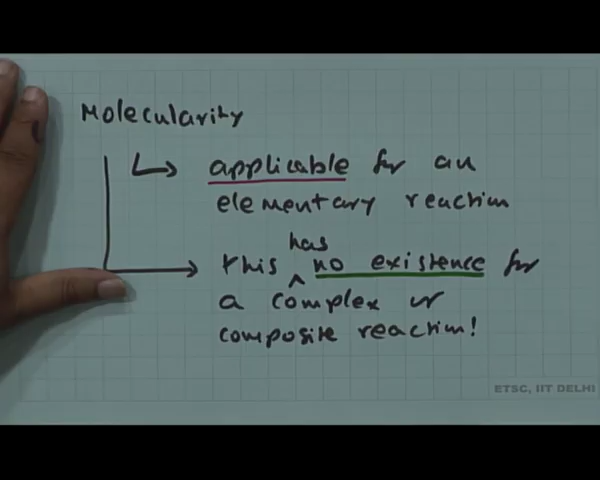 Molecularity
applicable for an
elementary reaction
has
this ^ no existence for
a complex or
composite reaction!
ETSC, IIT DELHI